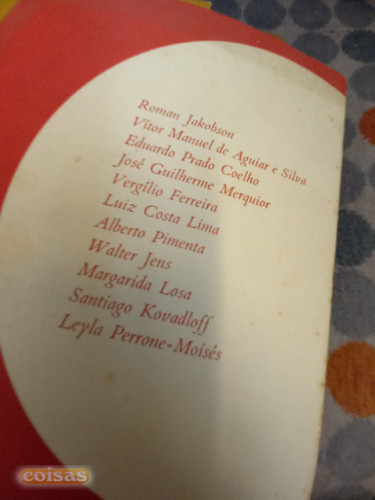 Roman Jakobson
Vítor Manuel de Aguiar e Silva
Eduardo Prado Coelho
José Guilherme Merquior
Vergílio Ferreira
Luiz Costa Lima
Alberto Pimenta
Walter Jens
Margarida Losa
Santiago Kovadloff
Leyla Perrone-Moisés
coisas